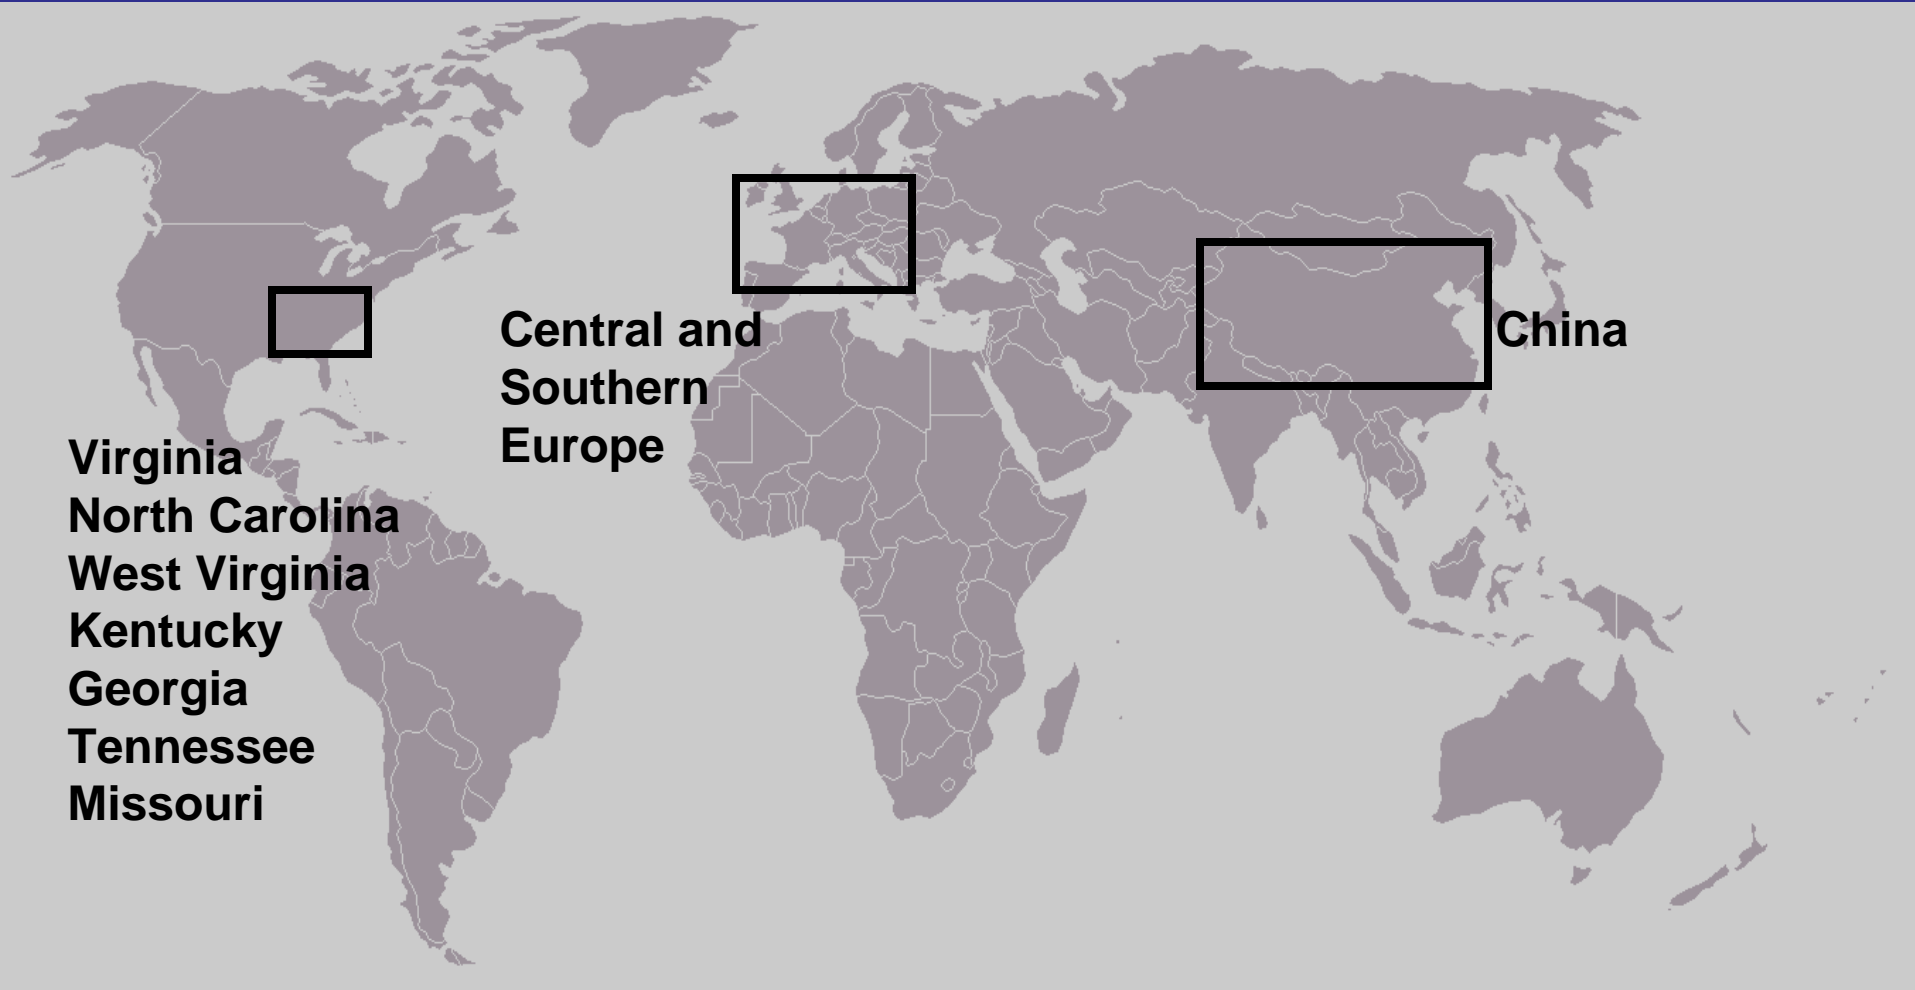 Central and
Southern
Europe
China
Virginia
North Carolina
West Virginia
Kentucky
Georgia
Tennessee
Missouri